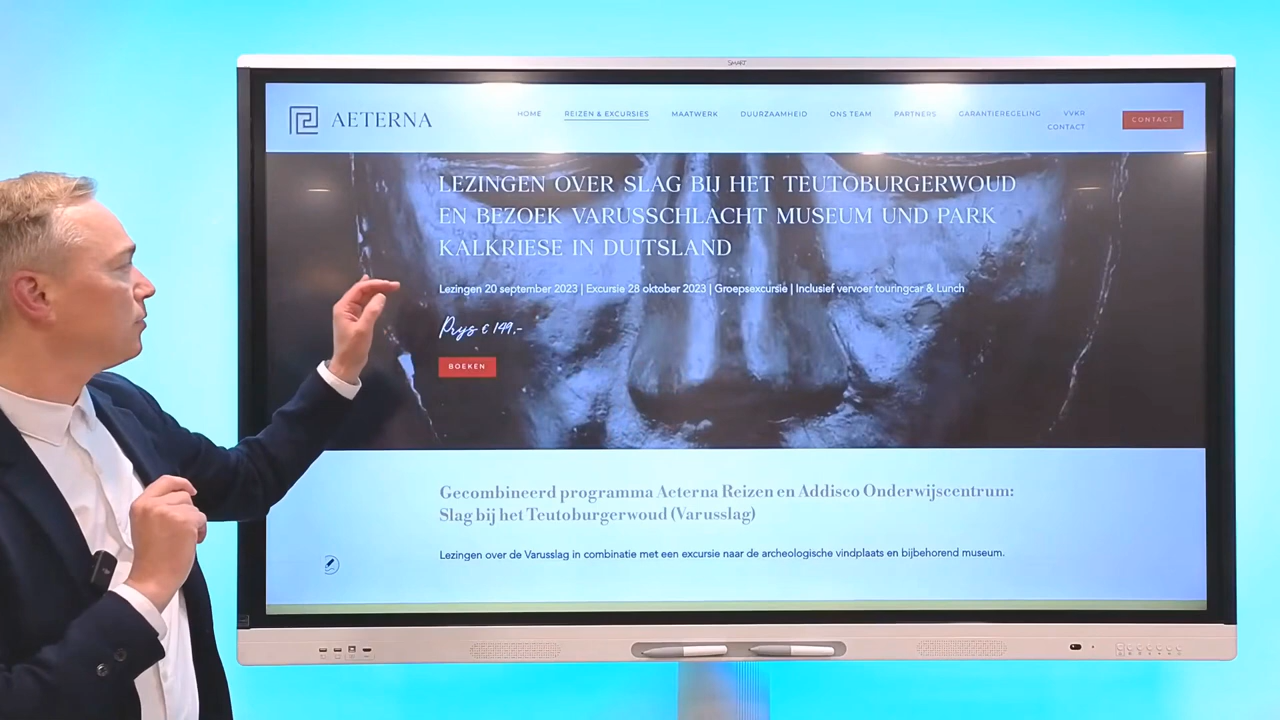 SMART
AETERNA
HOME REIZEN & EXCURSIES MAATWERK DUURZAAMHEID ONS TEAM PARTNERS GARANTIEREGELING VVKR
CONTACT
CONTACT
LEZINGEN OVER SLAG BIJ HET TEUTOBURGERWOUD
EN BEZOEK VARUSSCHLACHT MUSEUM UND PARK
KALKRIESE IN DUITSLAND
Lezingen 20 september 2023 | Excursie 28 oktober 2023 | Groepsexcursie | Inclusief vervoer touringcar & Lunch
Prijs € 149,-
BOEKEN
Gecombineerd programma Aeterna Reizen en Addisco Onderwijscentrum:
Slag bij het Teutoburgerwoud (Varusslag)
Lezingen over de Varusslag in combinatie met een excursie naar de archeologische vindplaats en bijbehorend museum.